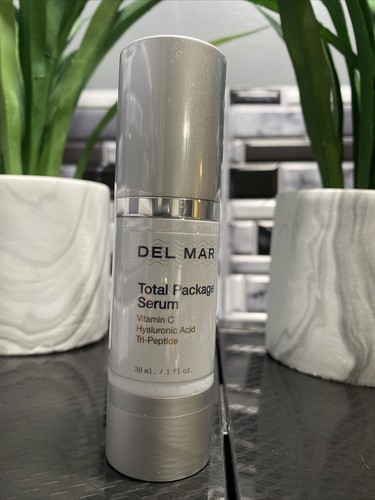 DEL MAR
Total Package
Serum
Vitamin C
Hyaluronic Acid
Tri-Peptide
30 ml. / 1 fl oz.